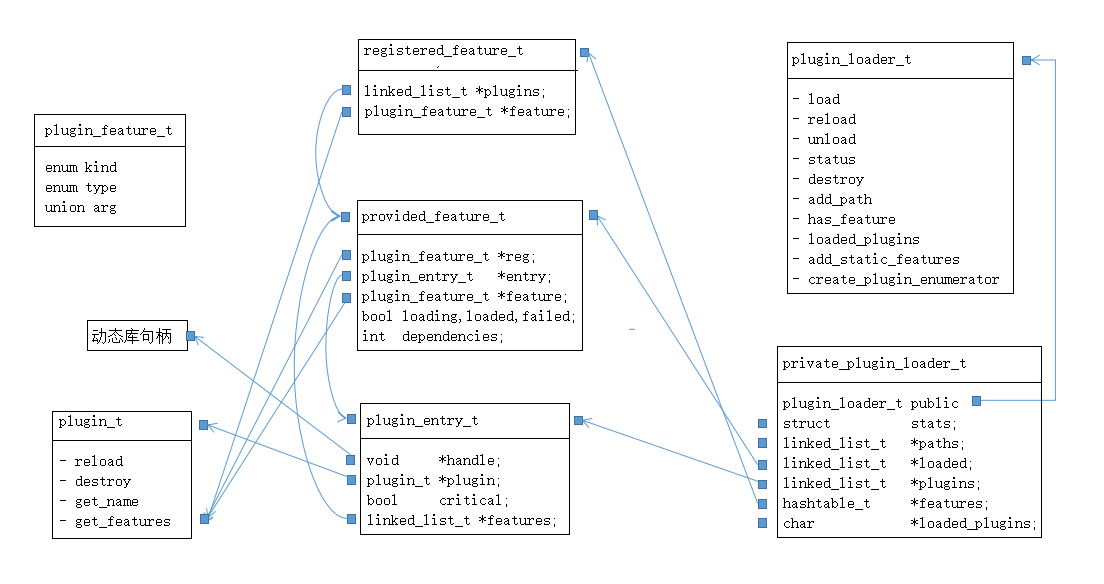 registered_feature_t
linked_list_t *plugins;
plugin_feature_t *feature;
plugin_feature_t
enum kind
enum type
union arg
provided_feature_t
plugin_feature_t *reg;
plugin_entry_t *entry;
plugin_feature_t *feature;
bool loading,loaded,failed;
int dependencies;
动态库句柄
plugin_t
- reload
- destroy
- get_name
- get_features
plugin_entry_t
void *handle;
plugin_t *plugin;
bool critical;
linked_list_t *features;
plugin_loader_t
- load
- reload
- unload
- status
- destroy
- add_path
- has_feature
- loaded_plugins
- add_static_features
- create_plugin_enumerator
private_plugin_loader_t
plugin_loader_t public
struct stats;
linked_list_t *paths;
linked_list_t *loaded;
linked_list_t *plugins;
hashtable_t *features;
char *loaded_plugins;